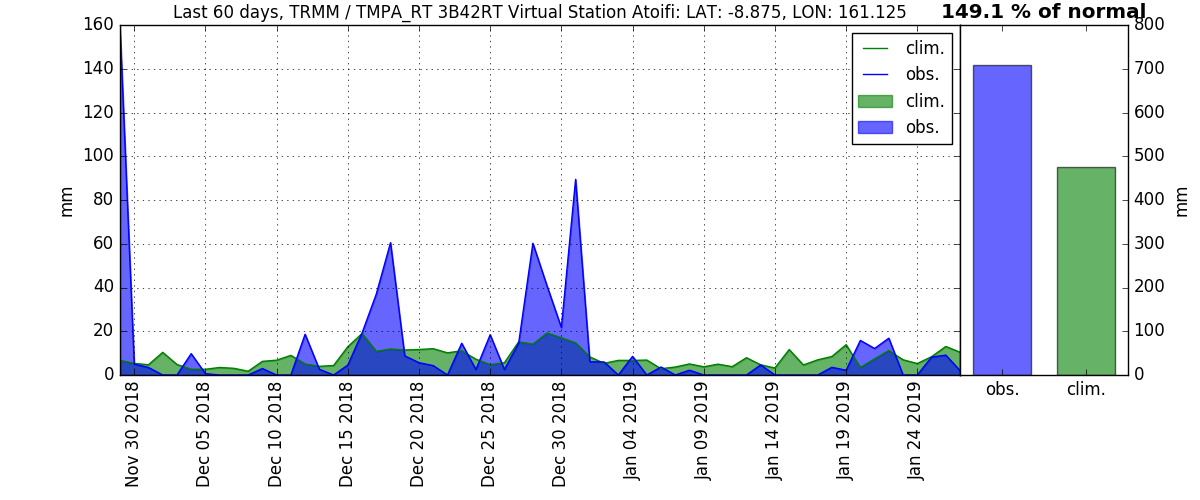 Last 60 days, TRMM / TMPA_RT 3B42RT Virtual Station Atoifi: LAT: -8.875, LON: 161.125
149.1 % of normal
160
140
120
100
80
60
40
20
0
mm
clim.
obs.
clim.
obs.
800
700
600
500
400
300
200
100
0
mm
Nov 30 2018
Dec 05 2018
Dec 10 2018
Dec 15 2018
Dec 20 2018
Dec 25 2018
Dec 30 2018
Jan 04 2019
Jan 09 2019
Jan 14 2019
Jan 19 2019
Jan 24 2019
obs.
clim.